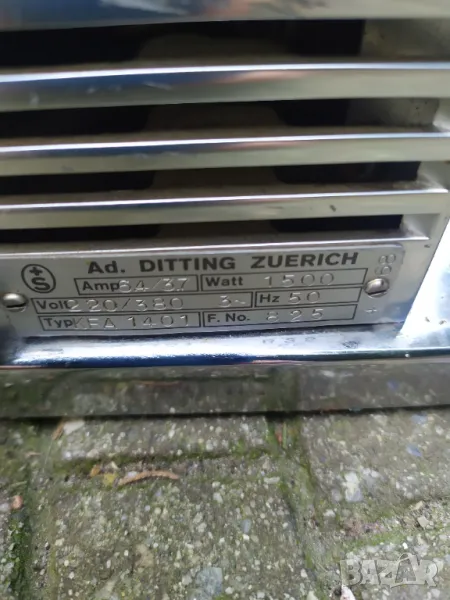 +S
Ad. DITTING ZUERICH
Amp 6,4/3,7 Watt 1500
Volt 220/380 3~ Hz 50
Typ KFA 1401 F. No. 825
BAZAR